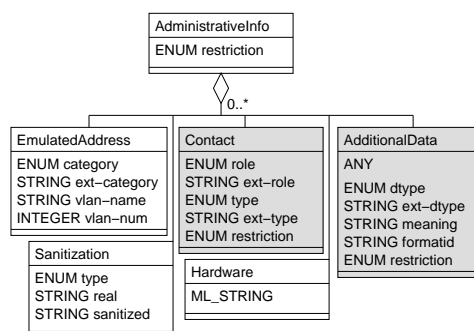 AdministrativeInfo
ENUM restriction
0..*
EmulatedAddress
ENUM category
STRING ext−category
STRING vlan−name
INTEGER vlan−num
Contact
ENUM role
STRING ext−role
ENUM type
STRING ext−type
ENUM restriction
AdditionalData
ANY
ENUM dtype
STRING ext−dtype
STRING meaning
STRING formatid
ENUM restriction
Sanitization
ENUM type
STRING real
STRING sanitized
Hardware
ML_STRING